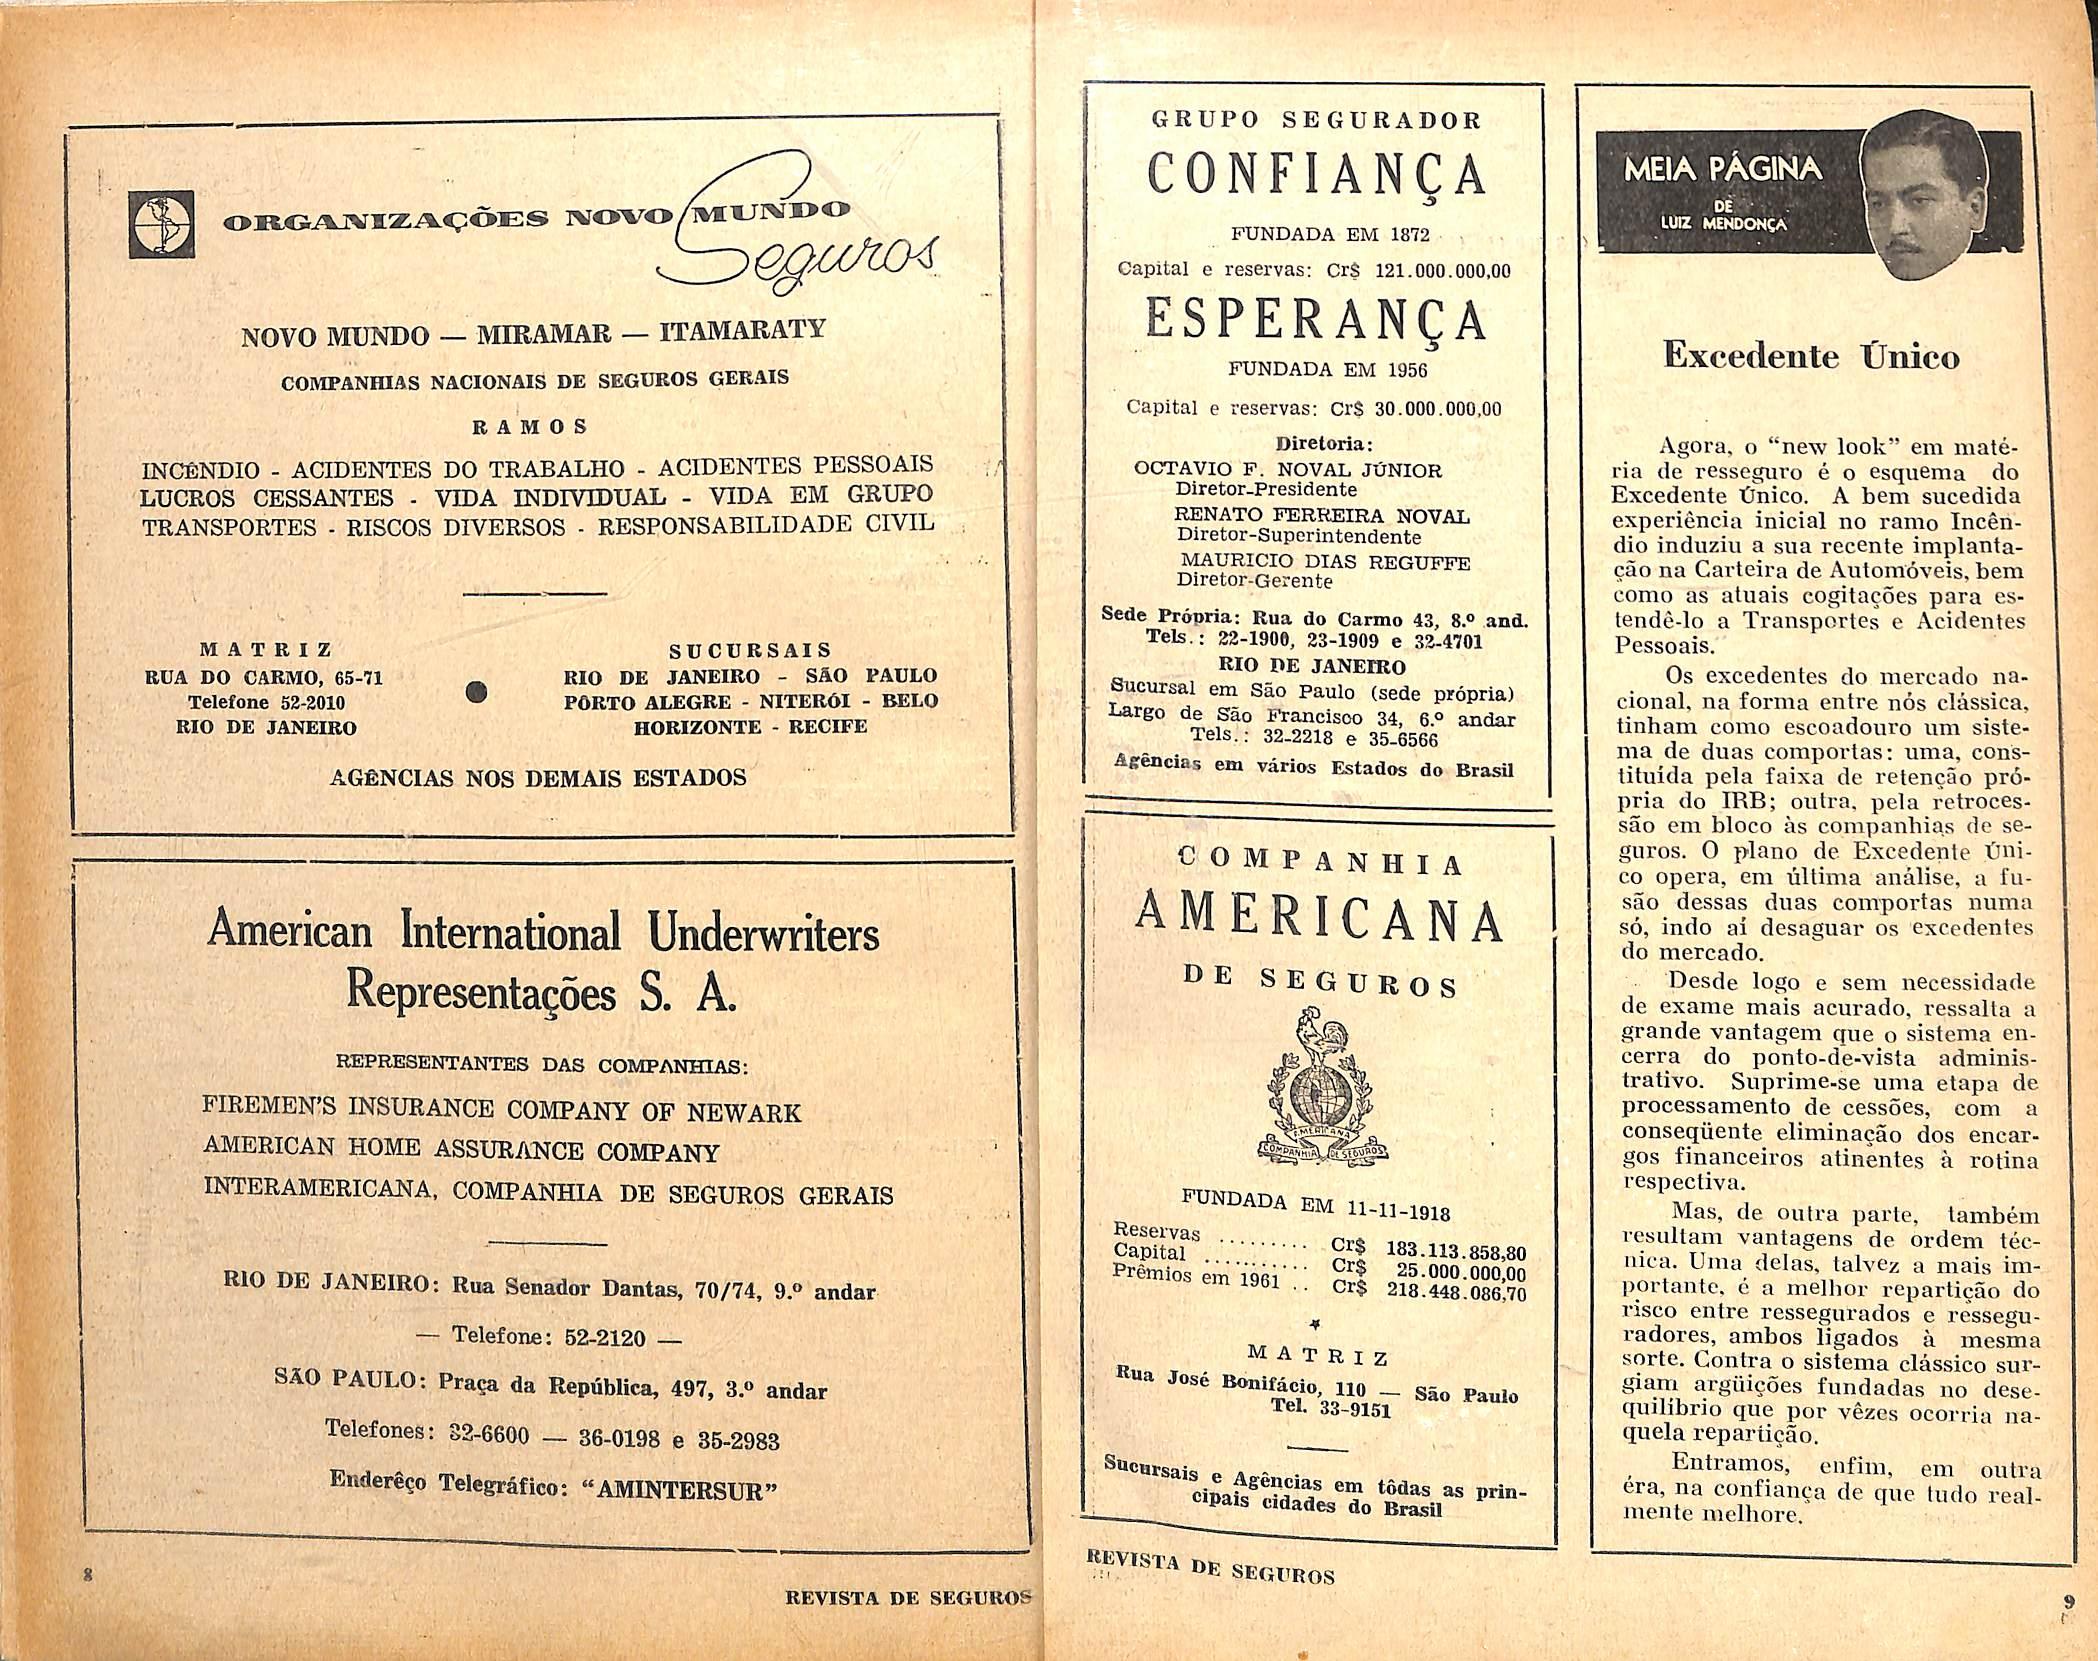 ORGANIZAÇÕES NOVO MUNDO
Seguros
NOVO MUNDO — MIRAMAR — ITAMARATY
COMPANHIAS NACIONAIS DE SEGUROS GERAIS
RAMOS
INCÊNDIO - ACIDENTES DO TRABALHO - ACIDENTES PESSOAIS
LUCROS CESSANTES - VIDA INDIVIDUAL - VIDA EM GRUPO
TRANSPORTES - RISCOS DIVERSOS - RESPONSABILIDADE CIVIL
MATRIZ
RUA DO CARMO, 65-71
Telefone 52-2010
RIO DE JANEIRO
SUCURSAIS
RIO DE JANEIRO - SÃO PAULO
PÔRTO ALEGRE - NITERÓI - BELO
HORIZONTE - RECIFE
AGÊNCIAS NOS DEMAIS ESTADOS
American International Underwriters
Representações S. A.
REPRESENTANTES DAS COMPANHIAS:
FIREMEN'S INSURANCE COMPANY OF NEWARK
AMERICAN HOME ASSURANCE COMPANY
INTERAMERICANA, COMPANHIA DE SEGUROS GERAIS
RIO DE JANEIRO: Rua Senador Dantas, 70/74, 9.º andar
— Telefone: 52-2120 —
SÃO PAULO: Praça da República, 497, 3.º andar
Telefones: 32-6600 — 36-0198 e 35-2983
Enderêço Telegráfico: "AMINTERSUR"
8
REVISTA DE SEGUROS
GRUPO SEGURADOR
CONFIANÇA
FUNDADA EM 1872
Capital e reservas: Cr$ 121.000.000,00
ESPERANÇA
FUNDADA EM 1956
Capital e reservas: Cr$ 30.000.000,00
Diretoria:
OCTAVIO F. NOVAL JÚNIOR
Diretor-Presidente
RENATO FERREIRA NOVAL
Diretor-Superintendente
MAURICIO DIAS REGUFFE
Diretor-Gerente
Sede Própria: Rua do Carmo 43, 8.º and.
Tels.: 22-1900, 23-1909 e 32-4701
RIO DE JANEIRO
Sucursal em São Paulo (sede própria)
Largo de São Francisco 34, 6.º andar
Tels.: 32-2218 e 35-6566
Agências em vários Estados do Brasil
COMPANHIA
AMERICANA
DE SEGUROS
AMERICANA
COMPANHIA DE SEGUROS
FUNDADA EM 11-11-1918
Reservas ......... Cr$ 183.113.858,80
Capital ........... Cr$ 25.000.000,00
Prêmios em 1961 .. Cr$ 218.448.086,70
MATRIZ
Rua José Bonifácio, 110 — São Paulo
Tel. 33-9151
Sucursais e Agências em tôdas as prin-
cipais cidades do Brasil
REVISTA DE SEGUROS
MEIA PÁGINA
DE
LUIZ MENDONÇA
Excedente Único
Agora, o "new look" em maté-
ria de resseguro é o esquema do
Excedente Único. A bem sucedida
experiência inicial no ramo Incên-
dio induziu a sua recente implanta-
ção na Carteira de Automóveis, bem
como as atuais cogitações para es-
tendê-lo a Transportes e Acidentes
Pessoais.
Os excedentes do mercado na-
cional, na forma entre nós clássica,
tinham como escoadouro um siste-
ma de duas comportas: uma, cons-
tituída pela faixa de retenção pró-
pria do IRB; outra, pela retroces-
são em bloco às companhias de se-
guros. O plano de Excedente Úni-
co opera, em última análise, a fu-
são dessas duas comportas numa
só, indo aí desaguar os excedentes
do mercado.
Desde logo e sem necessidade
de exame mais acurado, ressalta a
grande vantagem que o sistema en-
cerra do ponto-de-vista adminis-
trativo. Suprime-se uma etapa de
processamento de cessões, com a
conseqüente eliminação dos encar-
gos financeiros atinentes à rotina
respectiva.
Mas, de outra parte, também
resultam vantagens de ordem téc-
nica. Uma delas, talvez a mais im-
portante, é a melhor repartição do
risco entre ressegurados e ressegu-
radores, ambos ligados à mesma
sorte. Contra o sistema clássico sur-
giam argüições fundadas no dese-
quilibrio que por vêzes ocorria na-
quela repartição.
Entramos, enfim, em outra
éra, na confiança de que tudo real-
mente melhore.
9